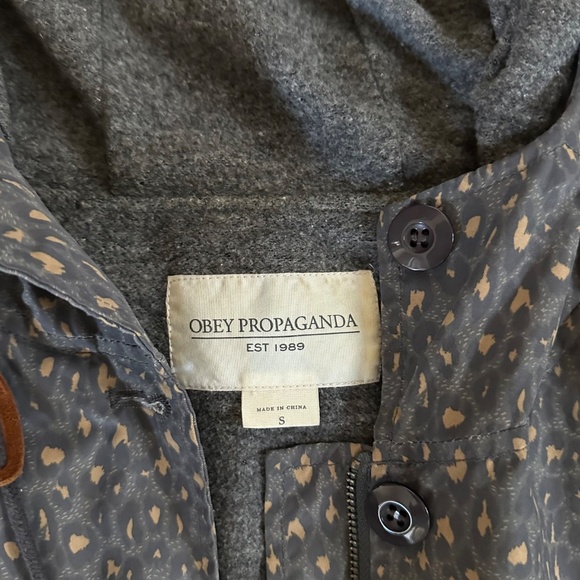 OBEY PROPAGANDA
EST 1989
MADE IN CHINA
S